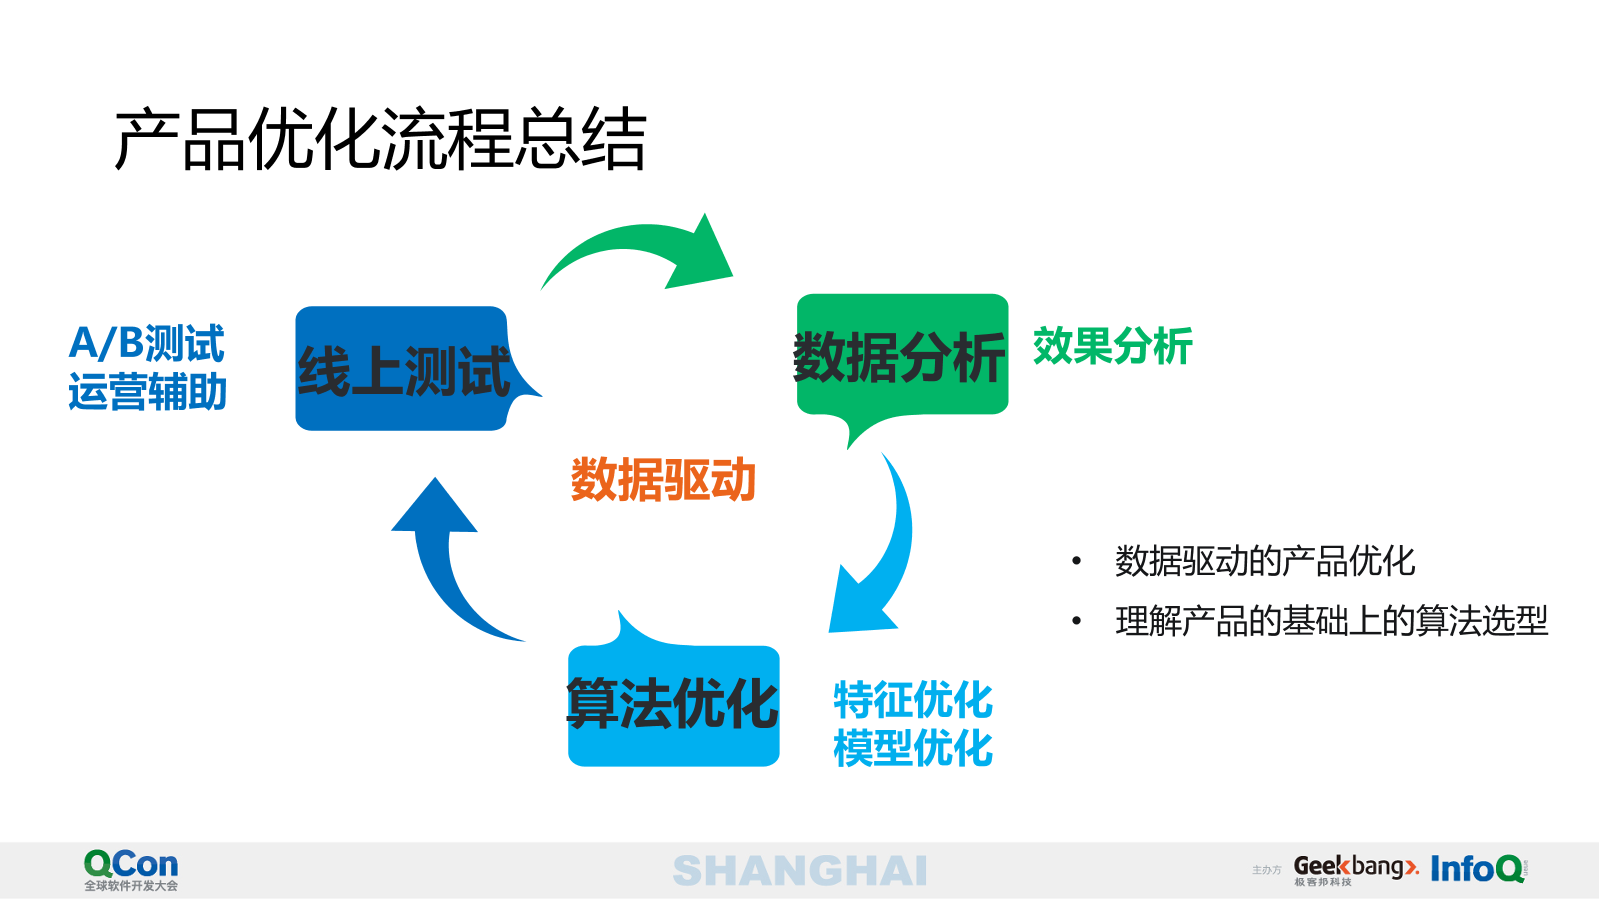 产品优化流程总结
A/B测试
运营辅助
线上测试
数据分析
效果分析
数据驱动
• 数据驱动的产品优化
• 理解产品的基础上的算法选型
算法优化
特征优化
模型优化
QCon
全球软件开发大会
SHANGHAI
主办方
Geekbang>.
极客邦科技
InfoQ